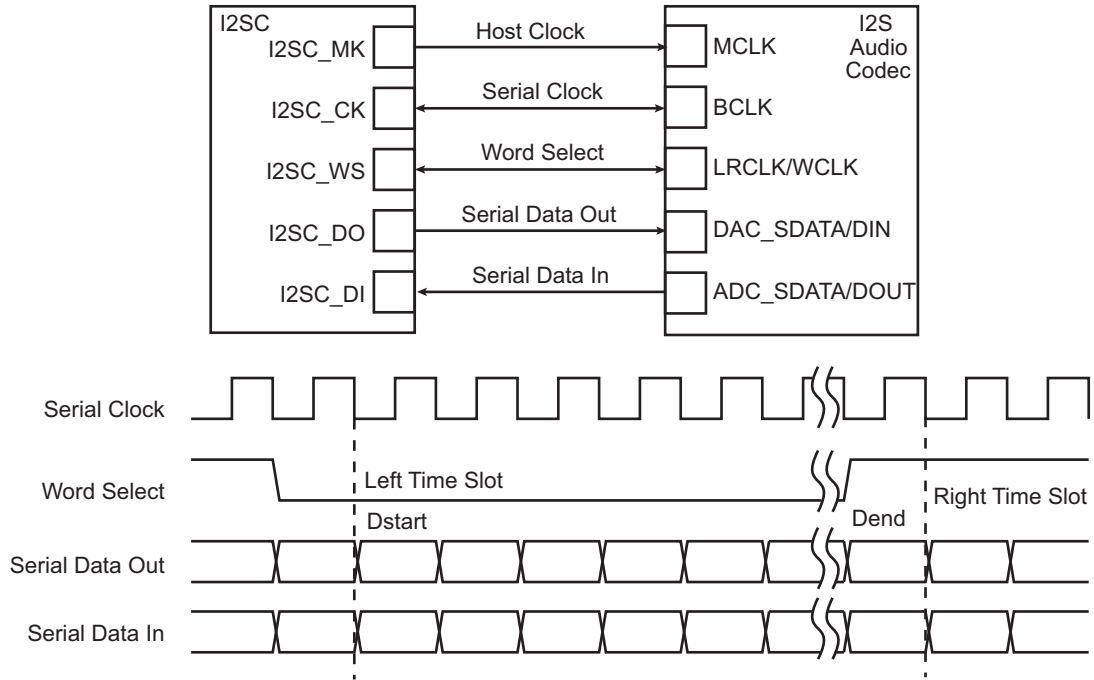 I2SC
I2SC_MK
Host Clock
MCLK
I2S
Audio
Codec
I2SC_CK
Serial Clock
BCLK
I2SC_WS
Word Select
LRCLK/WCLK
I2SC_DO
Serial Data Out
DAC_SDATA/DIN
I2SC_DI
Serial Data In
ADC_SDATA/DOUT
Serial Clock
Word Select
Left Time Slot
Right Time Slot
Dstart
Dend
Serial Data Out
Serial Data In